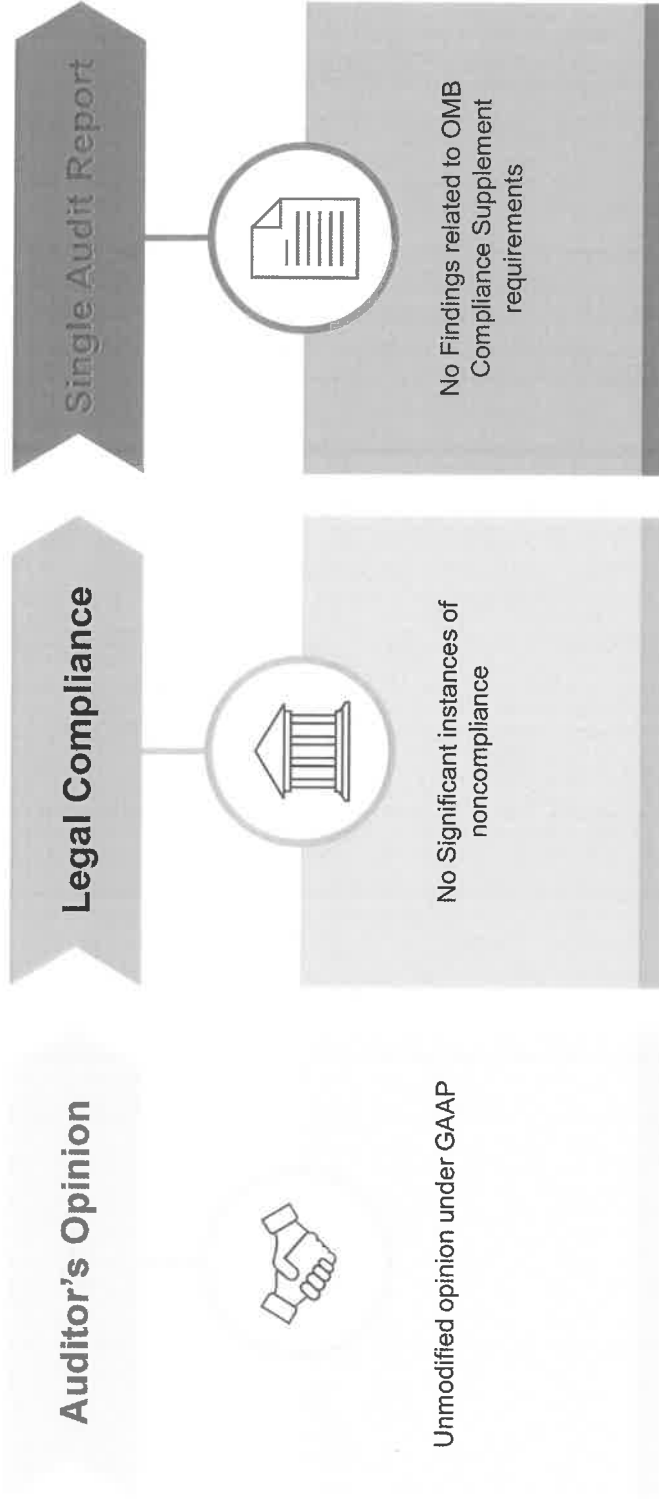 Auditor's Opinion
Unmodified opinion under GAAP
Legal Compliance
No Significant instances of
noncompliance
Single Audit Report
No Findings related to OMB
Compliance Supplement
requirements